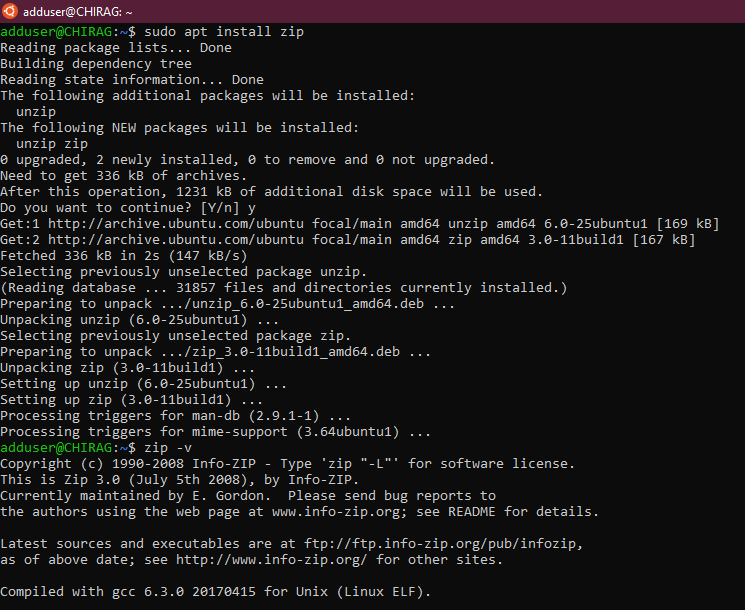 adduser@CHIRAG: ~
adduser@CHIRAG:~$ sudo apt install zip
Reading package lists... Done
Building dependency tree
Reading state information... Done
The following additional packages will be installed:
  unzip
The following NEW packages will be installed:
  unzip zip
0 upgraded, 2 newly installed, 0 to remove and 0 not upgraded.
Need to get 336 kB of archives.
After this operation, 1231 kB of additional disk space will be used.
Do you want to continue? [Y/n] y
Get:1 http://archive.ubuntu.com/ubuntu focal/main amd64 unzip amd64 6.0-25ubuntu1 [169 kB]
Get:2 http://archive.ubuntu.com/ubuntu focal/main amd64 zip amd64 3.0-11build1 [167 kB]
Fetched 336 kB in 2s (147 kB/s)
Selecting previously unselected package unzip.
(Reading database ... 31857 files and directories currently installed.)
Preparing to unpack .../unzip_6.0-25ubuntu1_amd64.deb ...
Unpacking unzip (6.0-25ubuntu1) ...
Selecting previously unselected package zip.
Preparing to unpack .../zip_3.0-11build1_amd64.deb ...
Unpacking zip (3.0-11build1) ...
Setting up unzip (6.0-25ubuntu1) ...
Setting up zip (3.0-11build1) ...
Processing triggers for man-db (2.9.1-1) ...
Processing triggers for mime-support (3.64ubuntu1) ...
adduser@CHIRAG:~$ zip -v
Copyright (c) 1990-2008 Info-ZIP - Type 'zip "-L"' for software license.
This is Zip 3.0 (July 5th 2008), by Info-ZIP.
Currently maintained by E. Gordon.  Please send bug reports to
the authors using the web page at www.info-zip.org; see README for details.
Latest sources and executables are at ftp://ftp.info-zip.org/pub/infozip,
as of above date; see http://www.info-zip.org/ for other sites.
Compiled with gcc 6.3.0 20170415 for Unix (Linux ELF).